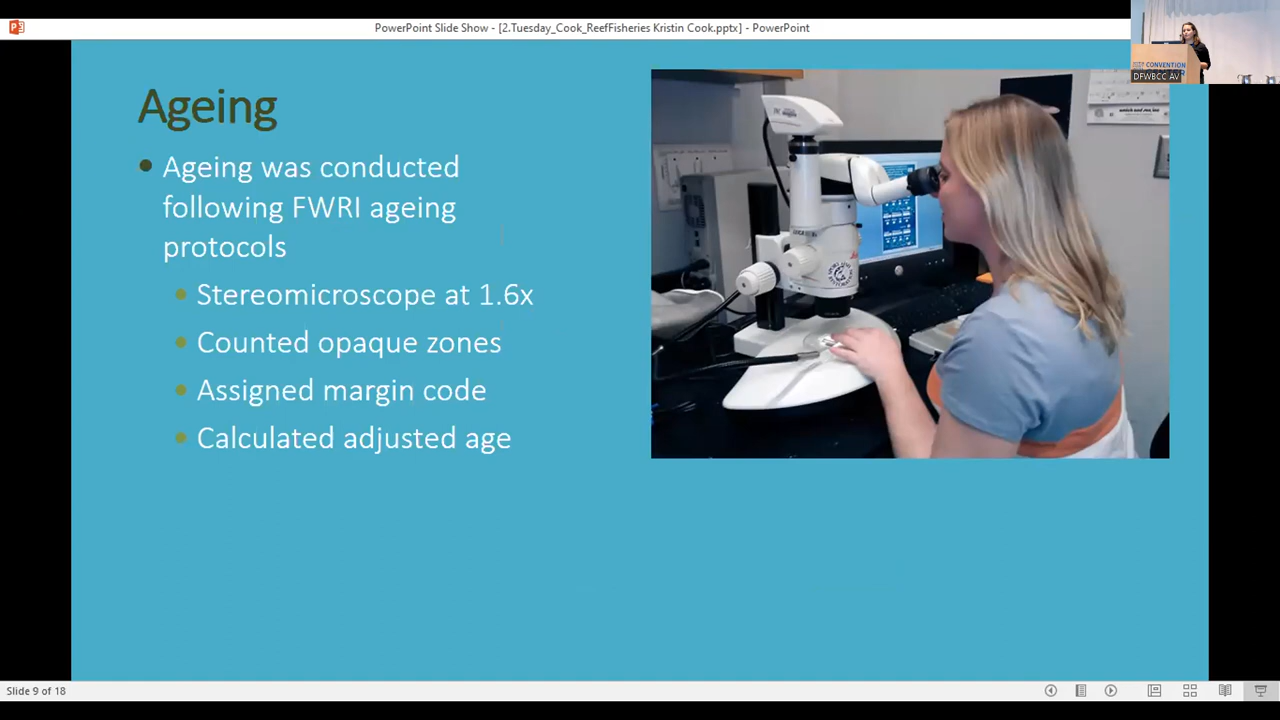 PowerPoint Slide Show - [2.Tuesday_Cook_ReefFisheries Kristin Cook.pptx] - PowerPoint
CONVENTION
DFWBCC AV
Ageing
Ageing was conducted
following FWRI ageing
protocols
Stereomicroscope at 1.6x
Counted opaque zones
Assigned margin code
Calculated adjusted age
Slide 9 of 18